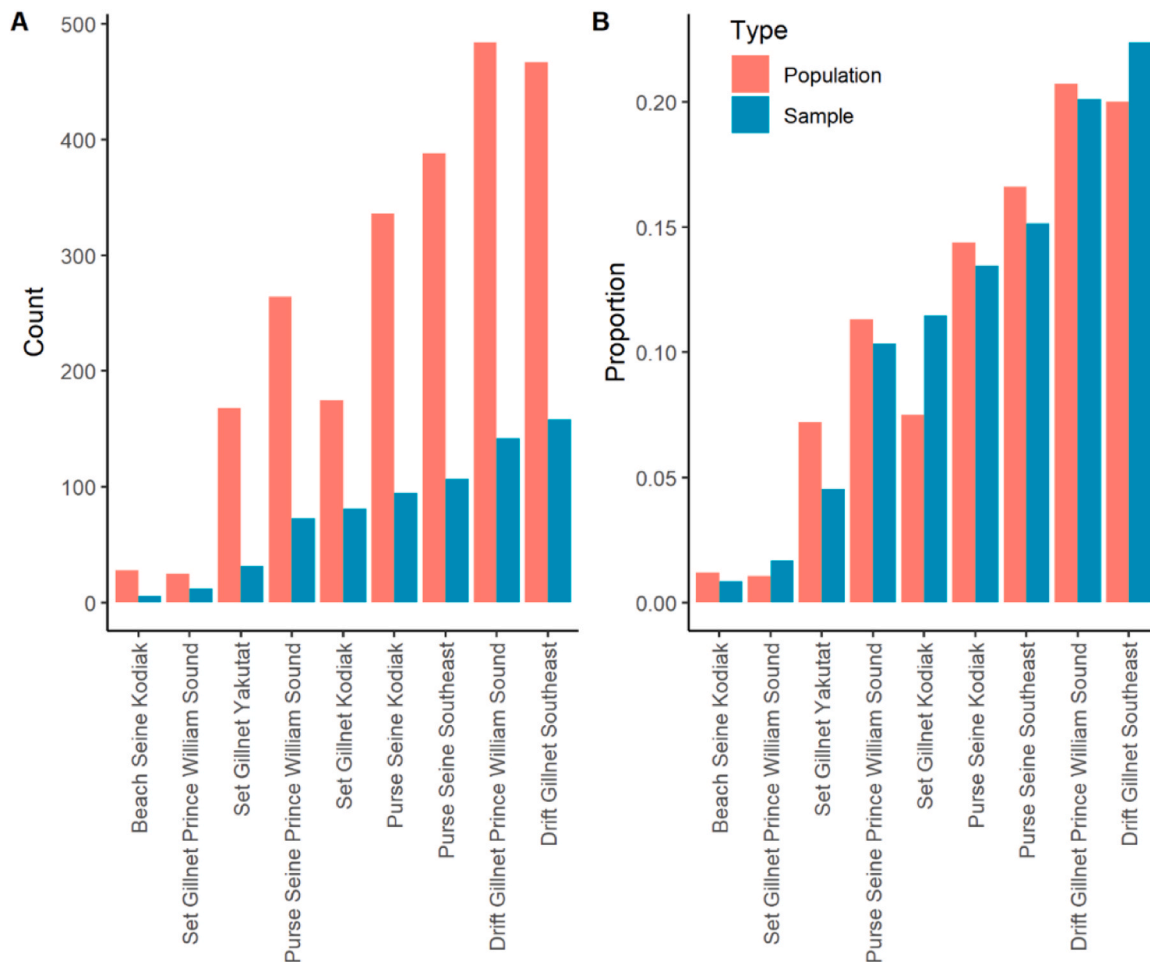 A
Count
500
400
300
200
100
0
Beach Seine Kodiak
Set Gillnet Prince William Sound
Set Gillnet Yakutat
Purse Seine Prince William Sound
Set Gillnet Kodiak
Purse Seine Kodiak
Purse Seine Southeast
Drift Gillnet Prince William Sound
Drift Gillnet Southeast
B
Type
Population
Sample
Proportion
0.20
0.15
0.10
0.05
0.00
Beach Seine Kodiak
Set Gillnet Prince William Sound
Set Gillnet Yakutat
Purse Seine Prince William Sound
Set Gillnet Kodiak
Purse Seine Kodiak
Purse Seine Southeast
Drift Gillnet Prince William Sound
Drift Gillnet Southeast